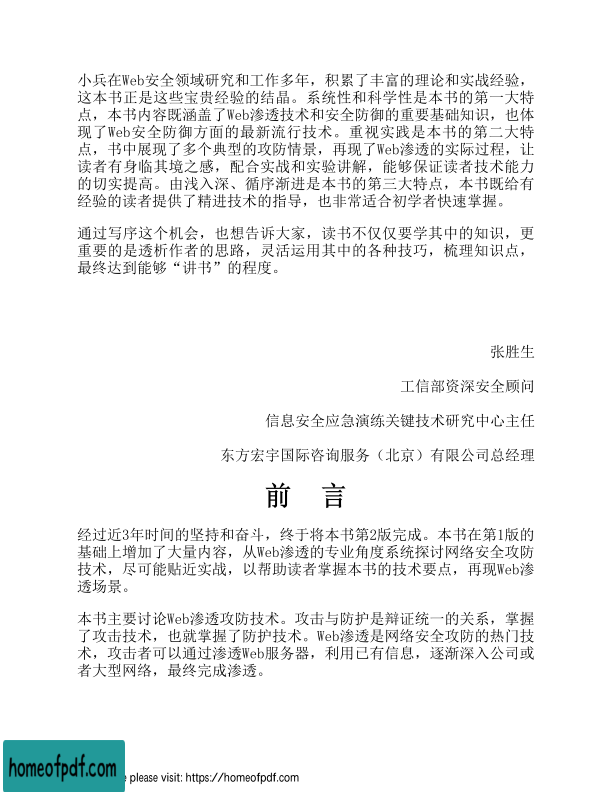 小兵在Web安全领域研究和工作多年，积累了丰富的理论和实战经验，
这本书正是这些宝贵经验的结晶。系统性和科学性是本书的第一大特
点，本书内容既涵盖了Web渗透技术和安全防御的重要基础知识，也体
现了Web安全防御方面的最新流行技术。重视实践是本书的第二大特
点，书中展现了多个典型的攻防情景，再现了Web渗透的实际过程，让
读者有身临其境之感，配合实战和实验讲解，能够保证读者技术能力
的切实提高。由浅入深、循序渐进是本书的第三大特点，本书既给有
经验的读者提供了精进技术的指导，也非常适合初学者快速掌握。
通过写序这个机会，也想告诉大家，读书不仅仅要学其中的知识，更
重要的是透析作者的思路，灵活运用其中的各种技巧，梳理知识点，
最终达到能够“讲书”的程度。
张胜生
工信部资深安全顾问
信息安全应急演练关键技术研究中心主任
东方宏宇国际咨询服务（北京）有限公司总经理
前 言
经过近3年时间的坚持和奋斗，终于将本书第2版完成。本书在第1版的
基础上增加了大量内容，从Web渗透的专业角度系统探讨网络安全攻防
技术，尽可能贴近实战，以帮助读者掌握本书的技术要点，再现Web渗
透场景。
本书主要讨论Web渗透攻防技术。攻击与防护是辩证统一的关系，掌握
了攻击技术，也就掌握了防护技术。Web渗透是网络安全攻防的热门技
术，攻击者可以通过渗透Web服务器，利用已有信息，逐渐深入公司或
者大型网络，最终完成渗透。
homeofpdf.com
please visit: https://homeofpdf.com